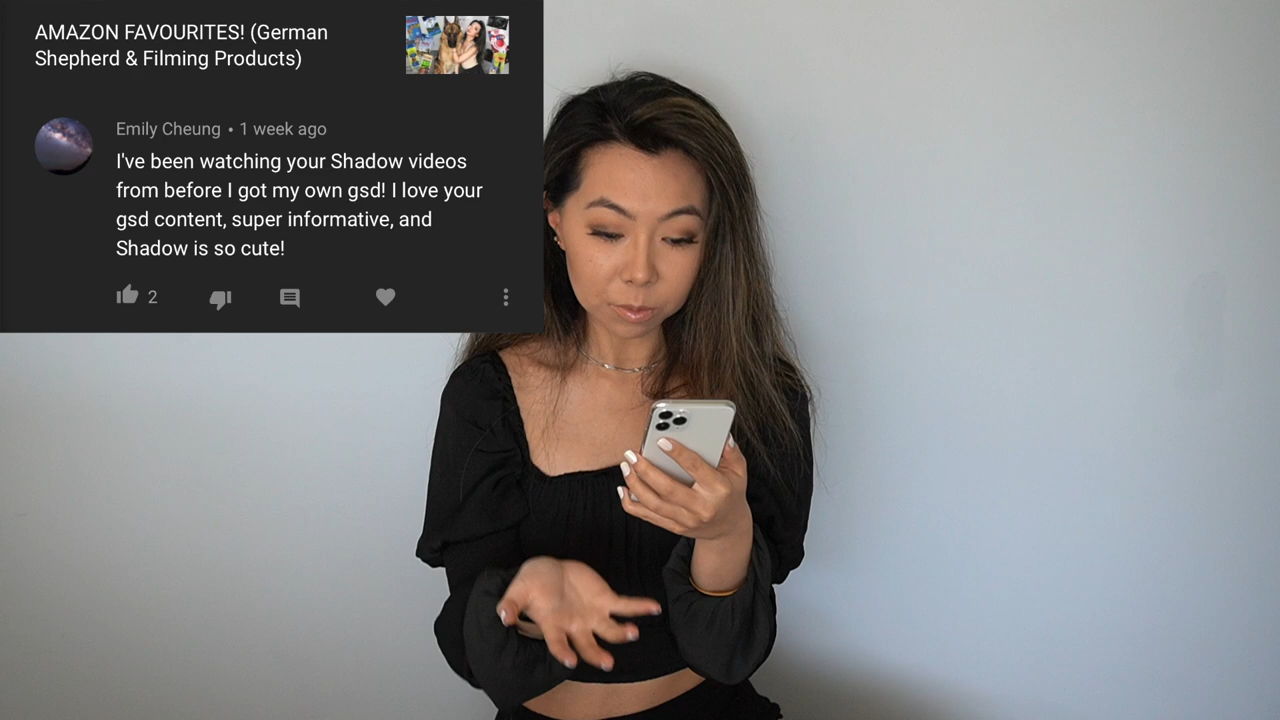 AMAZON FAVOURITES! (German
Shepherd & Filming Products)
Emily Cheung • 1 week ago
I've been watching your Shadow videos
from before I got my own gsd! I love your
gsd content, super informative, and
Shadow is so cute!
2